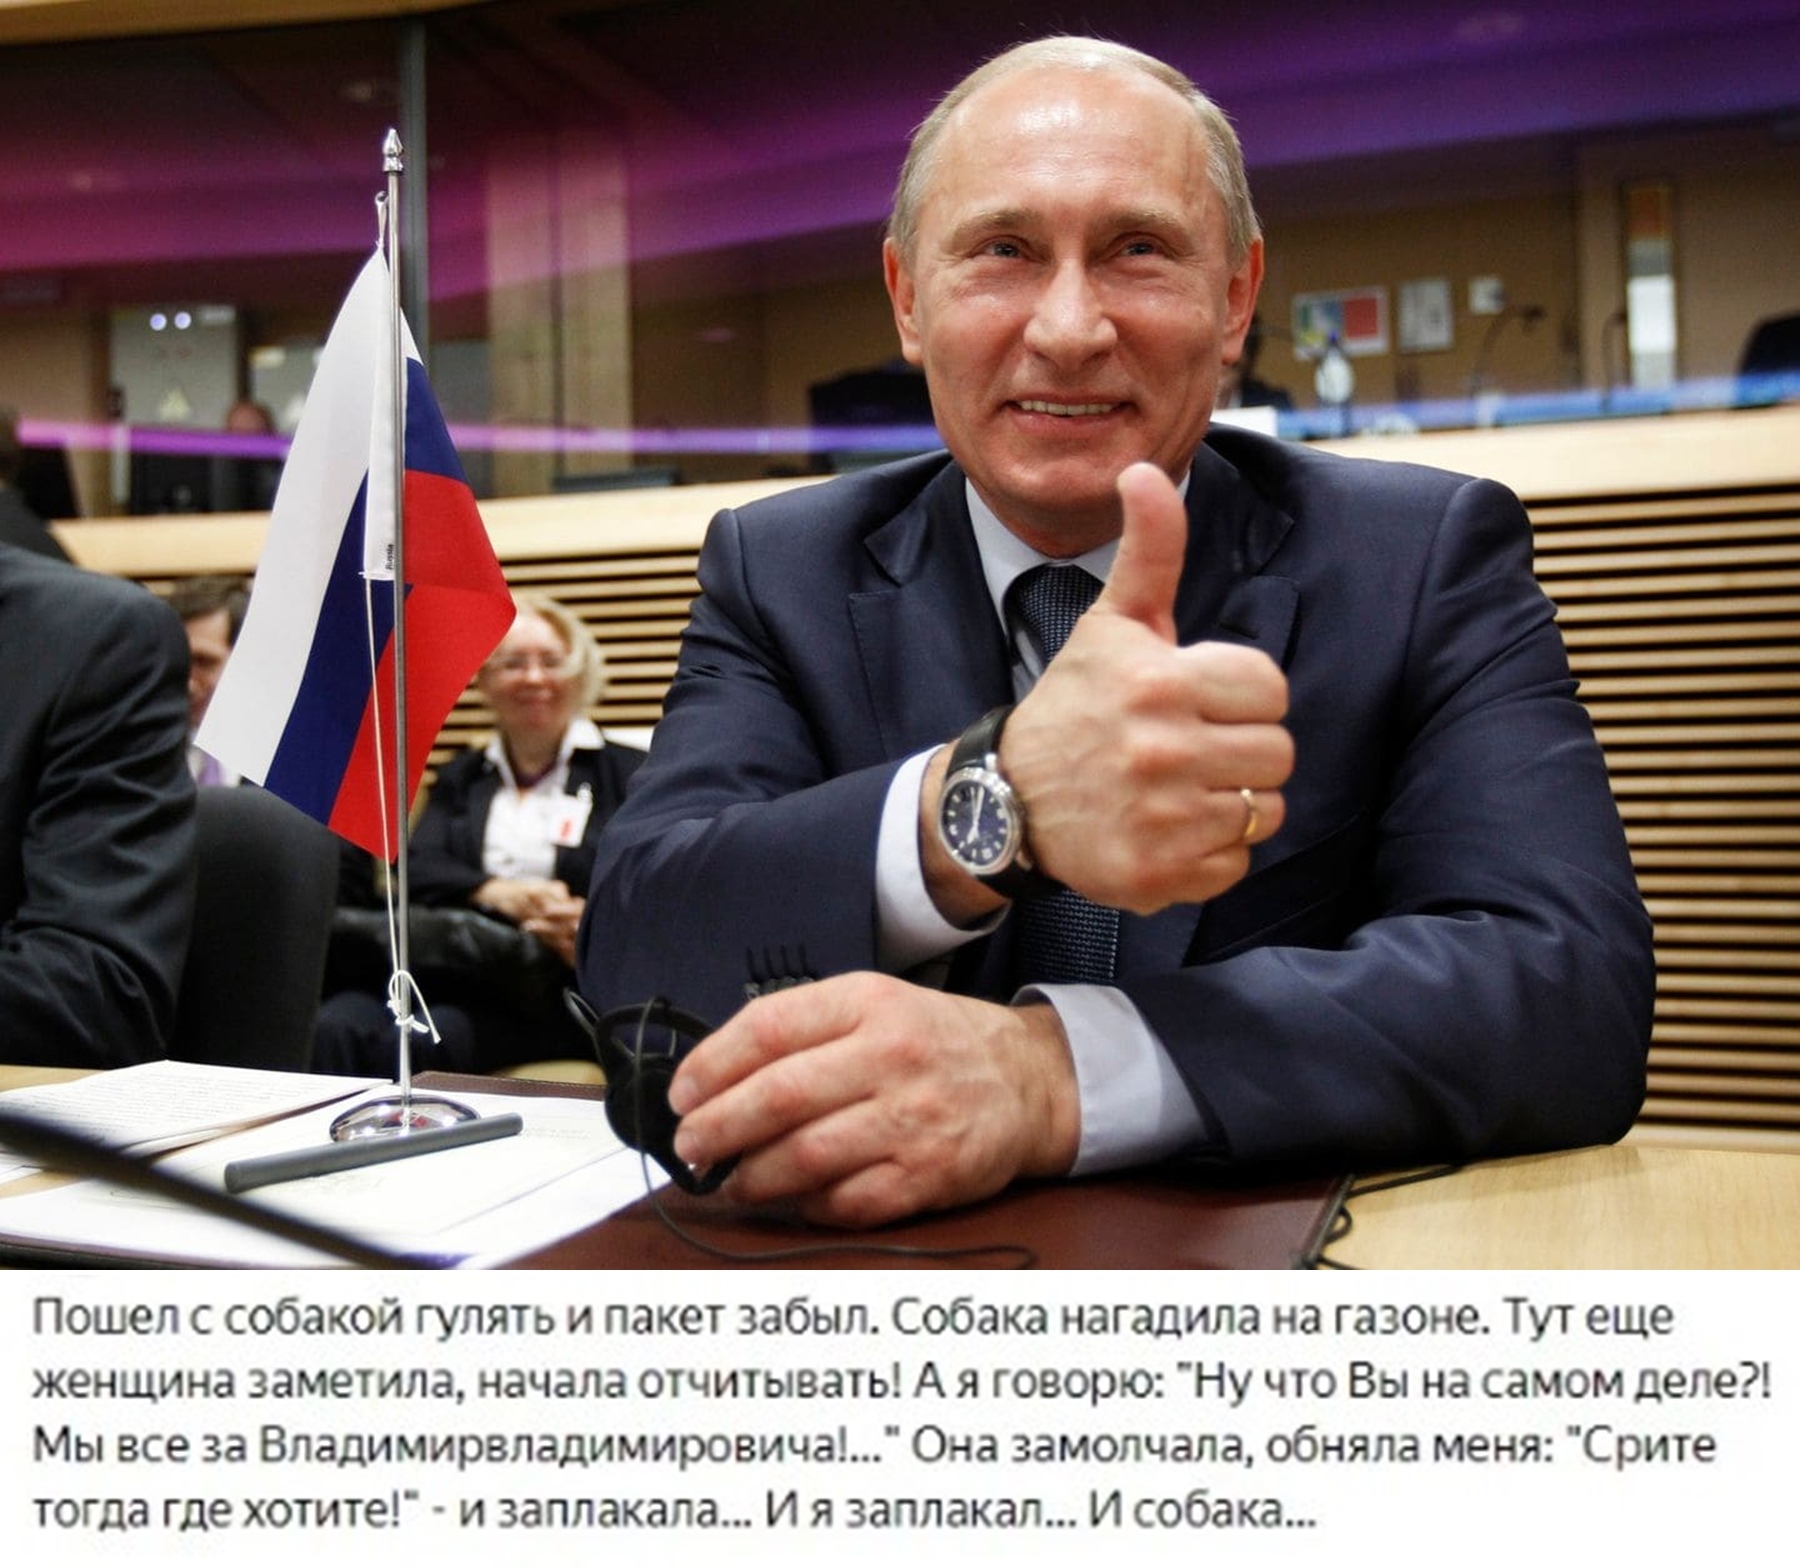 Russia
Пошел с собакой гулять и пакет забыл. Собака нагадила на газоне. Тут еще
женщина заметила, начала отчитывать! А я говорю: "Ну что Вы на самом деле?!
Мы все за Владимирвладимировича!..." Она замолчала, обняла меня: "Срите
тогда где хотите!" - и заплакала... И я заплакал... И собака...